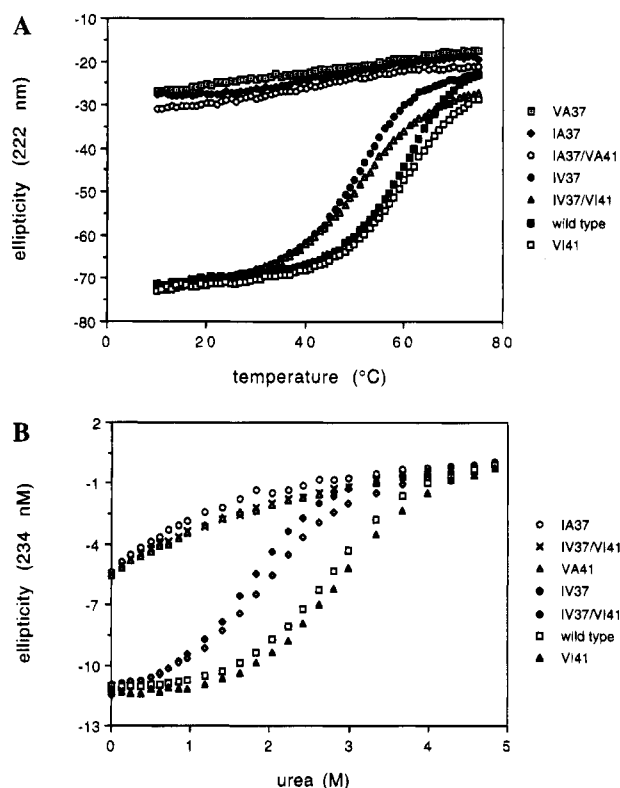 A
-10
-20
-30
-40
-50
-60
-70
-80
ellipticity (222 nm)
0
20
40
60
80
temperature (°C)
VA37
IA37
IA37/VA41
IV37
IV37/VI41
wild type
VI41
B
2
-1
-4
-7
-10
-13
ellipticity (234 nM)
0
1
2
3
4
5
urea (M)
IA37
IV37/VI41
VA41
IV37
IV37/VI41
wild type
VI41